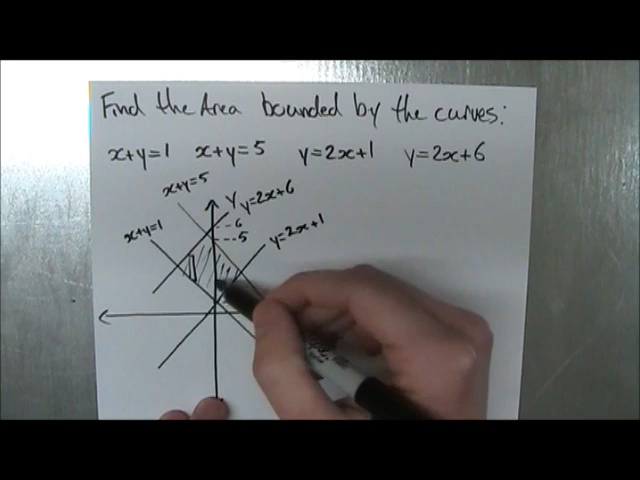 Find the Area bounded by the curves:
x+y=1 x+y=5 y=2x+1 y=2x+6
x+y=5
Y y=2x+6
x+y=1
6
5
y=2x+1